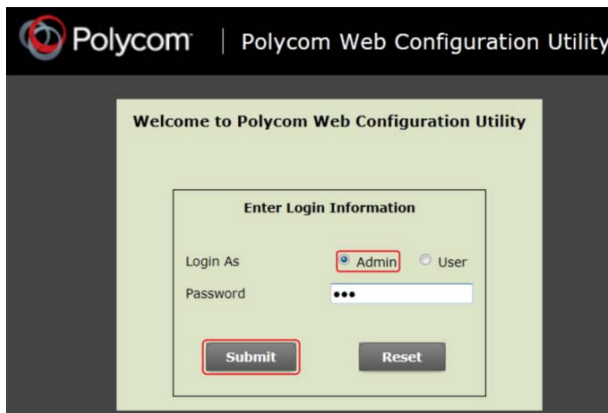 Polycom | Polycom Web Configuration Utility
Welcome to Polycom Web Configuration Utility
Enter Login Information
Login As Admin User
Password •••
Submit Reset